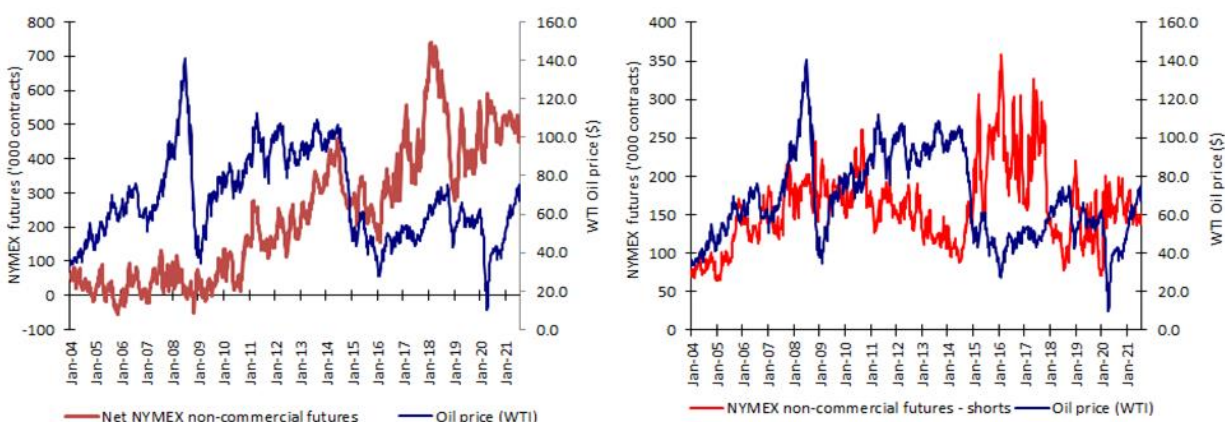 NYMEX futures ('000 contracts)
800
700
600
500
400
300
200
100
0
-100
160.0
140.0
120.0
100.0
80.0
60.0
40.0
20.0
0.0
WTI Oil price ($)
Jan-04
Jan-05
Jan-06
Jan-07
Jan-08
Jan-09
Jan-10
Jan-11
Jan-12
Jan-13
Jan-14
Jan-15
Jan-16
Jan-17
Jan-18
Jan-19
Jan-20
Jan-21
Net NYMEX non-commercial futures
Oil price (WTI)
NYMEX futures ('000 contracts)
400
350
300
250
200
150
100
50
0
160.0
140.0
120.0
100.0
80.0
60.0
40.0
20.0
0.0
WTI Oil price ($)
Jan-04
Jan-05
Jan-06
Jan-07
Jan-08
Jan-09
Jan-10
Jan-11
Jan-12
Jan-13
Jan-14
Jan-15
Jan-16
Jan-17
Jan-18
Jan-19
Jan-20
Jan-21
NYMEX non-commercial futures - shorts
Oil price (WTI)